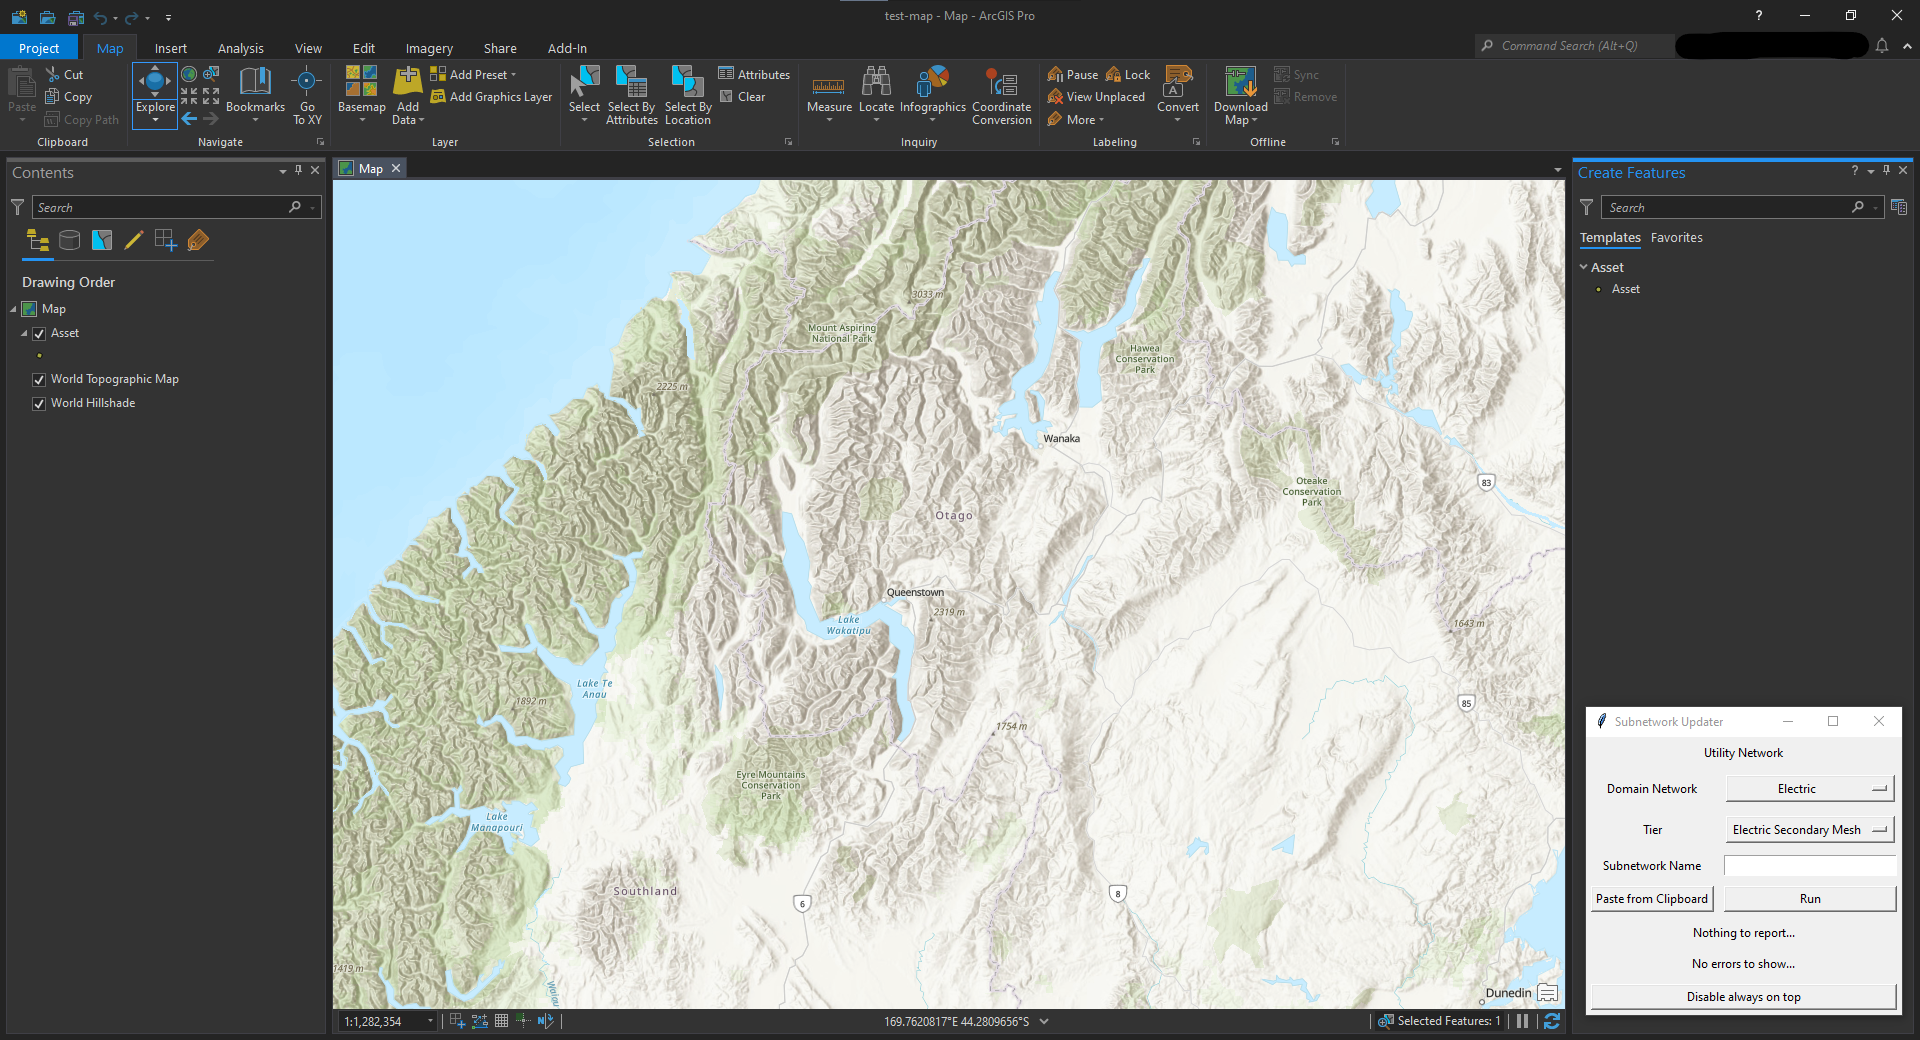 test-map - Map - ArcGIS Pro
Project Map Insert Analysis View Edit Imagery Share Add-In
Command Search (Alt+Q)
Paste
Cut
Copy
Copy Path
Clipboard
Explore
Bookmarks
Go To XY
Navigate
Basemap
Add Data
Add Preset
Add Graphics Layer
Layer
Select
Select By Attributes
Select By Location
Attributes
Clear
Selection
Measure
Locate
Infographics
Coordinate Conversion
Inquiry
Pause
Lock
View Unplaced
More
Convert
Labeling
Download Map
Sync
Remove
Offline
Contents
Search
Drawing Order
Map
Asset
World Topographic Map
World Hillshade
Map
3033 m
Mount Aspiring
National Park
Hawea
Conservation
Park
2225 m
Wanaka
83
Oteake
Conservation
Park
Otago
Queenstown
2319 m
Lake
Wakatipu
1643 m
Lake Te
Anau
1892 m
85
1754 m
Eyre Mountains
Conservation
Park
Lake
Manapouri
Southland
6
8
1419 m
Waiau
Dunedin
1:1,282,354
169.7620817°E 44.2809656°S
Selected Features: 1
Create Features
?
Search
Templates Favorites
Asset
Asset
Subnetwork Updater
Utility Network
Domain Network Electric
Tier Electric Secondary Mesh
Subnetwork Name
Paste from Clipboard Run
Nothing to report...
No errors to show...
Disable always on top